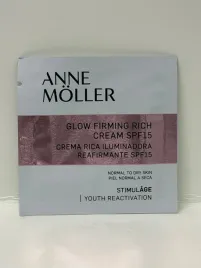 ANNE
MÖLLER
GLOW FIRMING RICH
CREAM SPF15
CREMA RICA ILUMINADORA
REAFIRMANTE SPF15
NORMAL TO DRY SKIN
PIEL NORMAL A SECA
STIMULÂGE
| YOUTH REACTIVATION